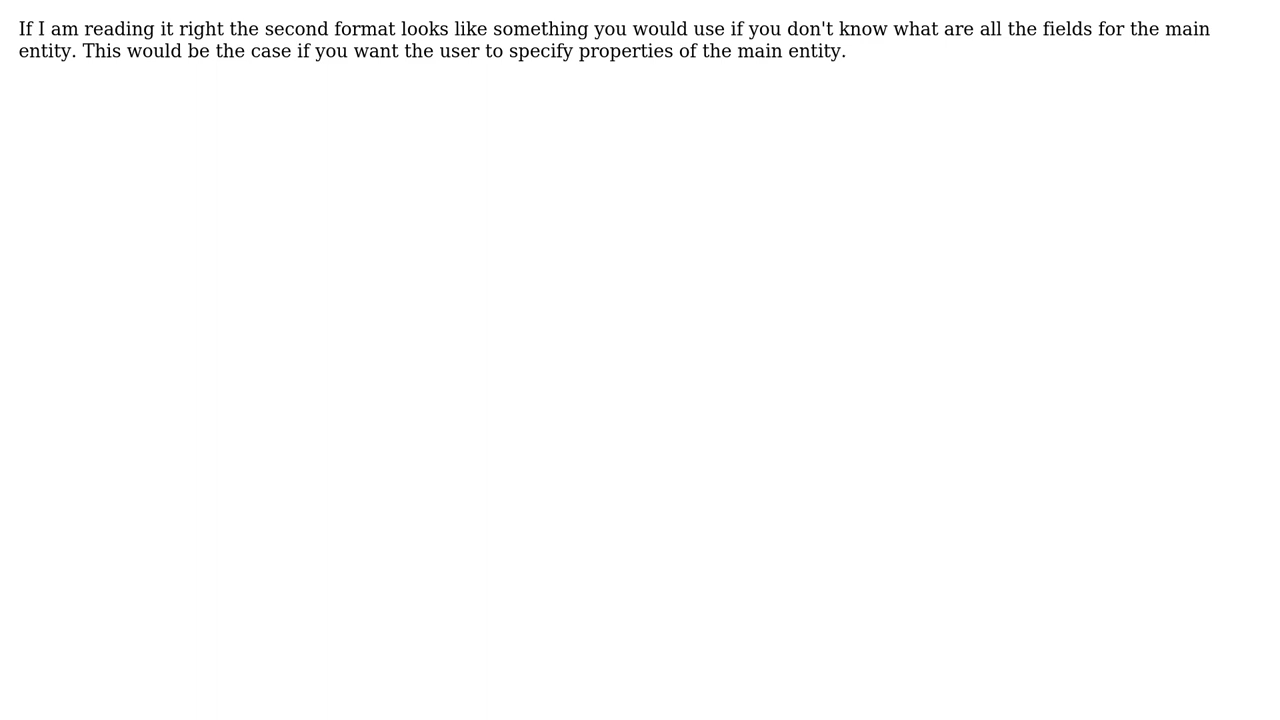 If I am reading it right the second format looks like something you would use if you don't know what are all the fields for the main
entity. This would be the case if you want the user to specify properties of the main entity.